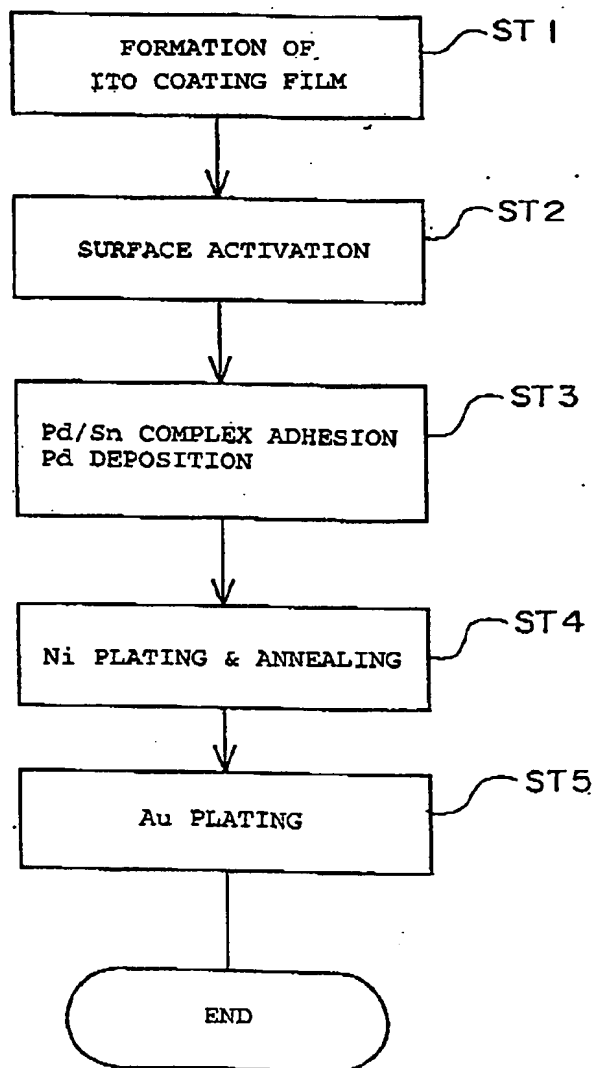 FORMATION OF
ITO COATING FILM
ST1
SURFACE ACTIVATION
ST2
Pd/Sn COMPLEX ADHESION
Pd DEPOSITION
ST3
Ni PLATING & ANNEALING
ST4
Au PLATING
ST5
END